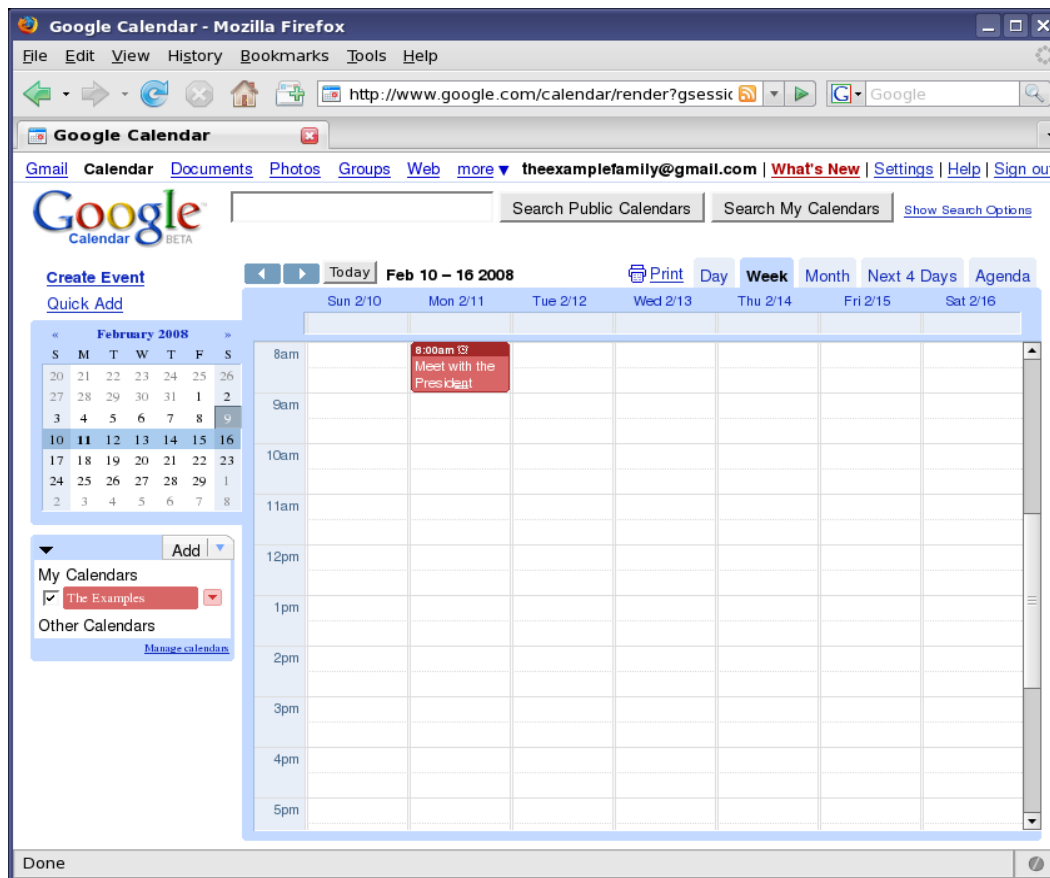 Google Calendar - Mozilla Firefox
File Edit View History Bookmarks Tools Help
http://www.google.com/calendar/render?gsessic G Google
Google Calendar
Gmail Calendar Documents Photos Groups Web more ▼ theexamplefamily@gmail.com | What's New | Settings | Help | Sign ou
Google Calendar BETA
Search Public Calendars Search My Calendars Show Search Options
Create Event
Quick Add
Today Feb 10 – 16 2008 Print Day Week Month Next 4 Days Agenda
Sun 2/10 Mon 2/11 Tue 2/12 Wed 2/13 Thu 2/14 Fri 2/15 Sat 2/16
« February 2008 »
S M T W T F S
20 21 22 23 24 25 26
27 28 29 30 31 1 2
3 4 5 6 7 8 9
10 11 12 13 14 15 16
17 18 19 20 21 22 23
24 25 26 27 28 29 1
2 3 4 5 6 7 8
Add
My Calendars
The Examples
Other Calendars
Manage calendars
8am
8:00am
Meet with the
President
9am
10am
11am
12pm
1pm
2pm
3pm
4pm
5pm
Done